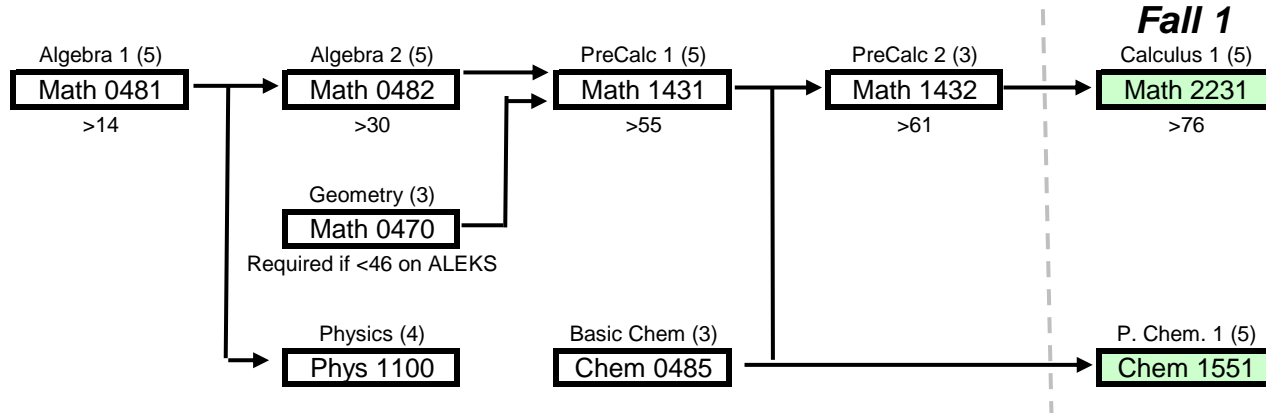 Fall 1
Algebra 1 (5)
Math 0481
>14
Algebra 2 (5)
Math 0482
>30
PreCalc 1 (5)
Math 1431
>55
PreCalc 2 (3)
Math 1432
>61
Calculus 1 (5)
Math 2231
>76
Geometry (3)
Math 0470
Required if <46 on ALEKS
Physics (4)
Phys 1100
Basic Chem (3)
Chem 0485
P. Chem. 1 (5)
Chem 1551